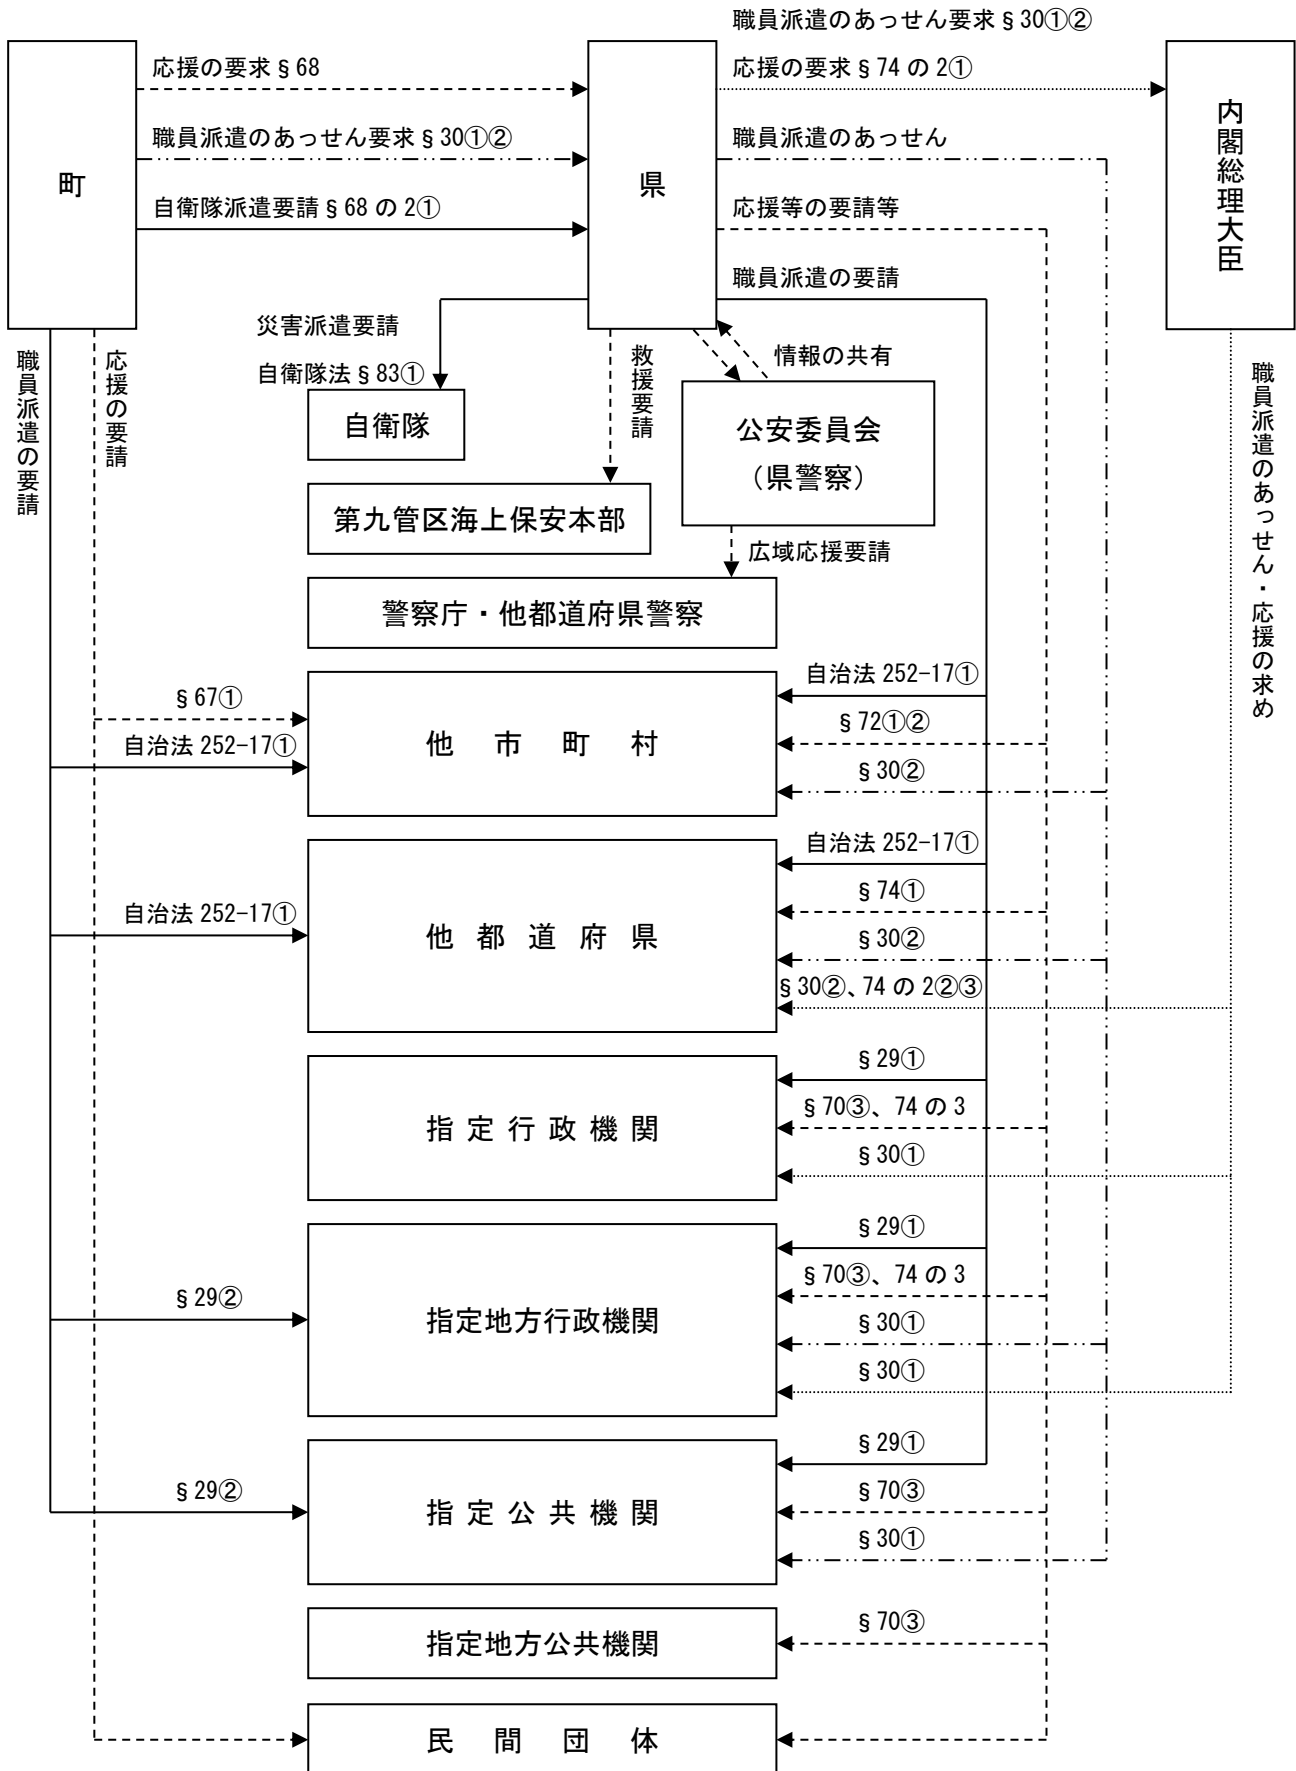 職員派遣のあっせん要求§30①②
応援の要求§68
応援の要求§74の2①
職員派遣のあっせん要求§30①②
職員派遣のあっせん
町
県
内閣総理大臣
自衛隊派遣要請§68の2①
応援等の要請等
職員派遣の要請
災害派遣要請
自衛隊法§83①
職員派遣の要請
応援の要請
救援要請
情報の共有
職員派遣のあっせん・応援の求め
自衛隊
公安委員会
（県警察）
第九管区海上保安本部
広域応援要請
警察庁・他都道府県警察
自治法252-17①
§67①
§72①②
自治法252-17①
他市町村
§30②
自治法252-17①
§74①
自治法252-17①
他都道府県
§30②
§30②、74の2②③
§29①
§70③、74の3
指定行政機関
§30①
§29①
§70③、74の3
§29②
指定地方行政機関
§30①
§30①
§29①
§29②
§70③
指定公共機関
§30①
§70③
指定地方公共機関
民間団体